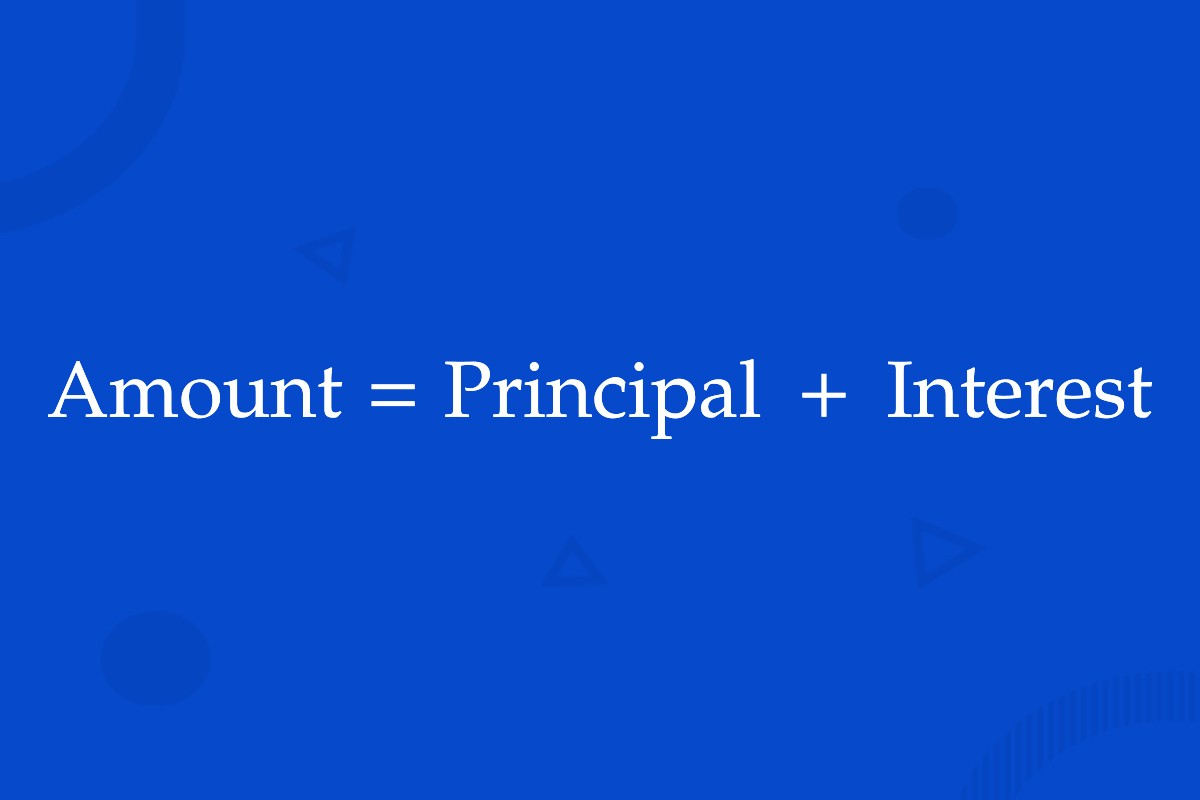 Amount = Principal + Interest